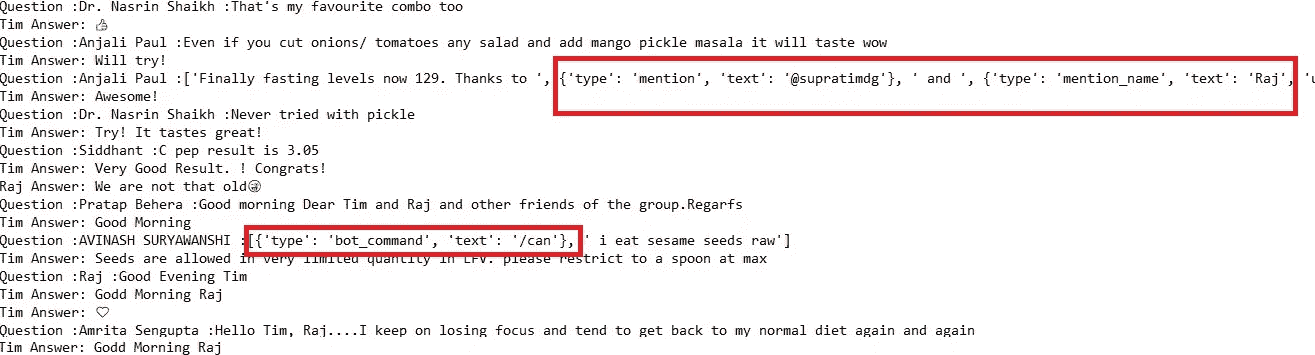 Question :Dr. Nasrin Shaikh :That's my favourite combo too
Tim Answer: 👍
Question :Anjali Paul :Even if you cut onions/ tomatoes any salad and add mango pickle masala it will taste wow
Tim Answer: Will try!
Question :Anjali Paul :['Finally fasting levels now 129. Thanks to ', {'type': 'mention', 'text': '@supratimdg'}, ' and ', {'type': 'mention_name', 'text': 'Raj', 'u
Tim Answer: Awesome!
Question :Dr. Nasrin Shaikh :Never tried with pickle
Tim Answer: Try! It tastes great!
Question :Siddhant :C pep result is 3.05
Tim Answer: Very Good Result. ! Congrats!
Raj Answer: We are not that old😅
Question :Pratap Behera :Good morning Dear Tim and Raj and other friends of the group.Regarfs
Tim Answer: Good Morning
Question :AVINASH SURYAWANSHI :[{'type': 'bot_command', 'text': '/can'}, ' i eat sesame seeds raw']
Tim Answer: Seeds are allowed in very limited quantity in LFV. please restrict to a spoon at max
Question :Raj :Good Evening Tim
Tim Answer: Godd Morning Raj
Tim Answer: ♡
Question :Amrita Sengupta :Hello Tim, Raj....I keep on losing focus and tend to get back to my normal diet again and again
Tim Answer: Godd Morning Raj